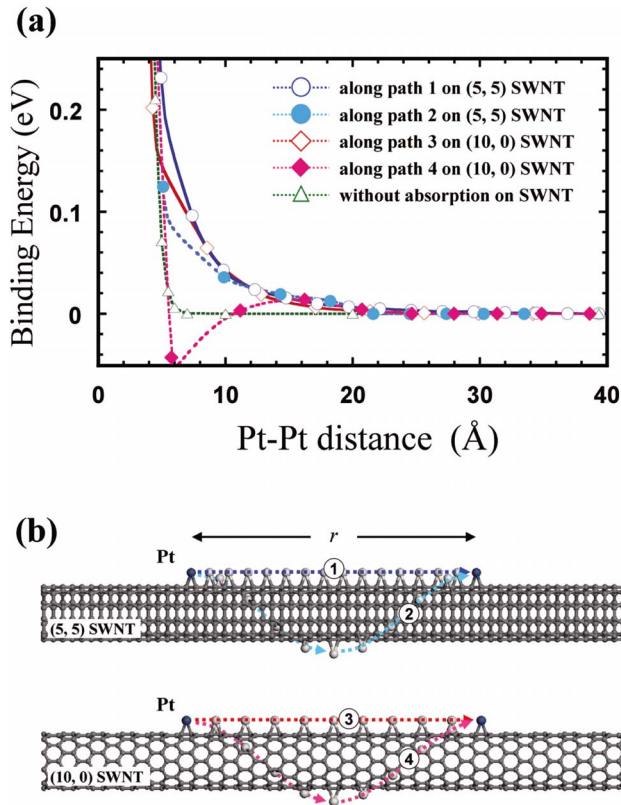 (a)
Binding Energy (eV)
0.2
0.1
0
along path 1 on (5, 5) SWNT
along path 2 on (5, 5) SWNT
along path 3 on (10, 0) SWNT
along path 4 on (10, 0) SWNT
without absorption on SWNT
0 10 20 30 40
Pt-Pt distance (Å)
(b)
r
Pt
1
2
(5, 5) SWNT
Pt
3
4
(10, 0) SWNT